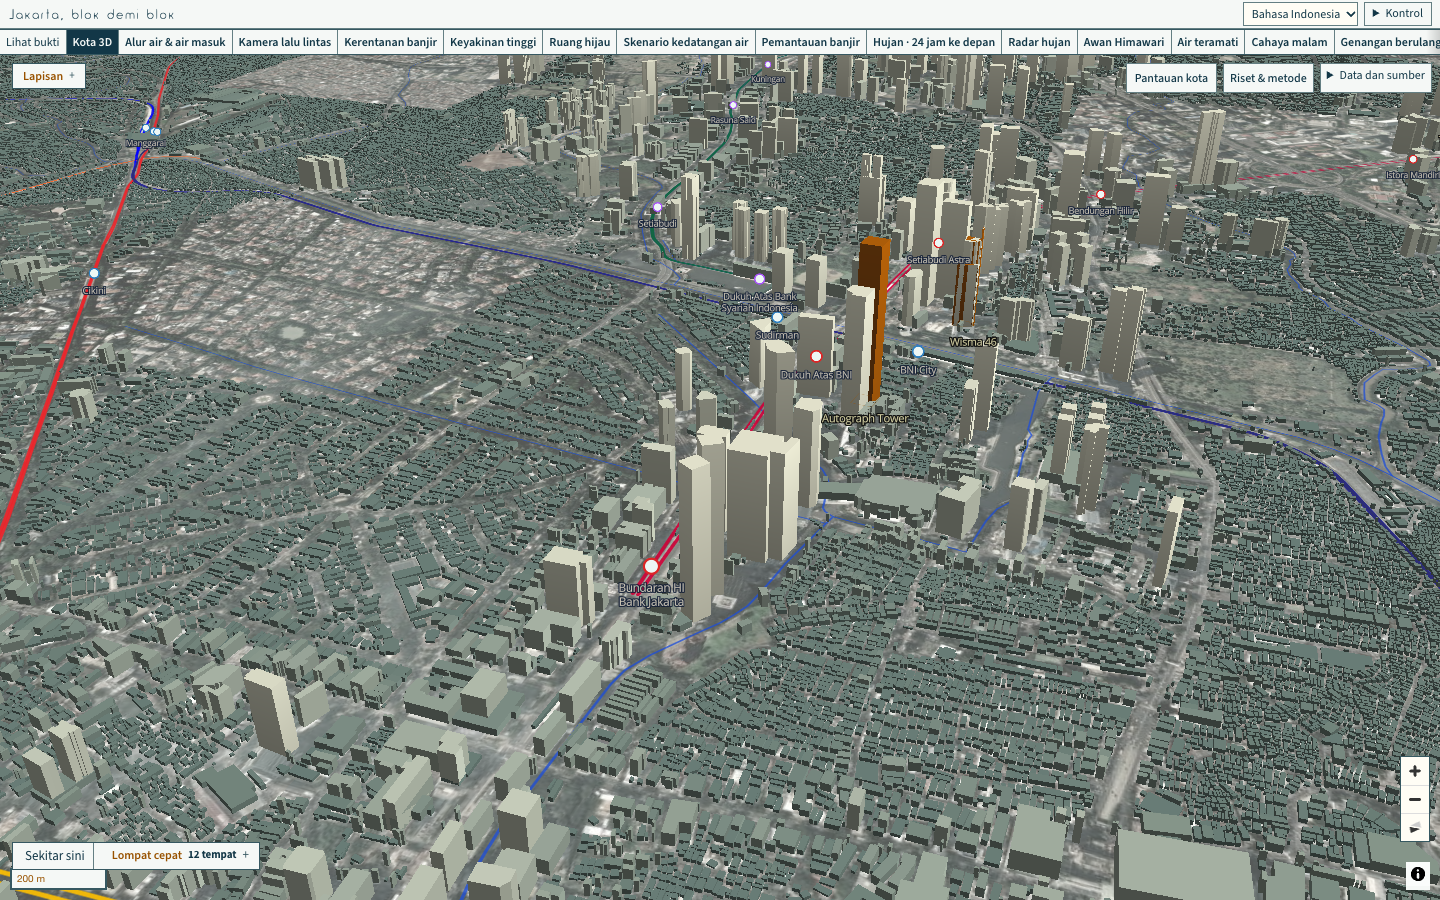 Jakarta, blok demi blok
Bahasa Indonesia
Kontrol
Lihat bukti
Kota 3D
Alur air & air masuk
Kamera lalu lintas
Kerentanan banjir
Keyakinan tinggi
Ruang hijau
Skenario kedatangan air
Pemantauan banjir
Hujan · 24 jam ke depan
Radar hujan
Awan Himawari
Air teramati
Cahaya malam
Genangan berulang
Lapisan +
Pantauan kota
Riset & metode
Data dan sumber
Kuningan
Rasuna Said
Manggarai
Istora Mandiri
Bendungan Hilir
Setiabudi
Setiabudi Astra
Cikini
Dukuh Atas Bank
Syariah Indonesia
Sudirman
Wisma 46
BNI City
Dukuh Atas BNI
Autograph Tower
Bundaran HI
Bank Jakarta
Sekitar sini
Lompat cepat 12 tempat +
200 m